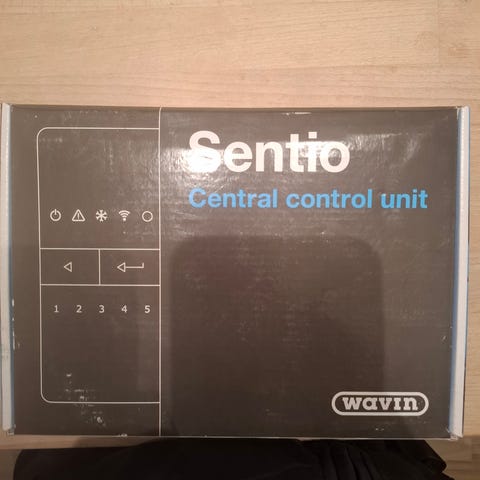 Sentio
Central control unit
1 2 3 4 5
wavin